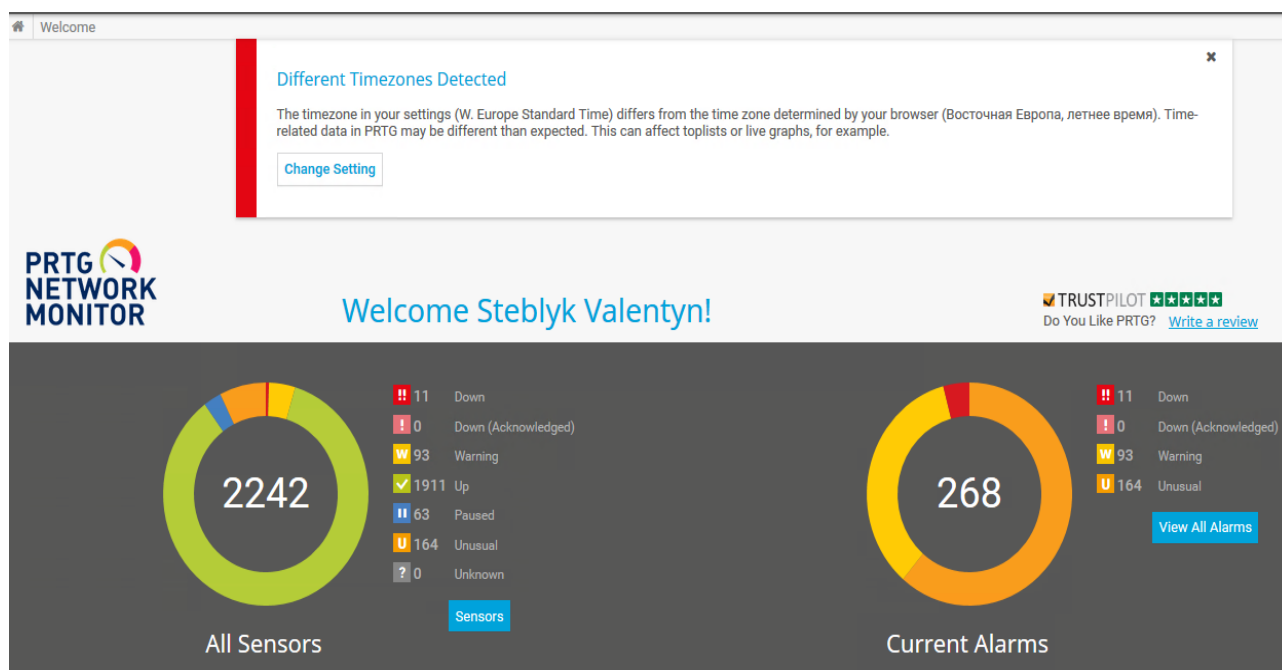 Welcome
Different Timezones Detected
The timezone in your settings (W. Europe Standard Time) differs from the time zone determined by your browser (Восточная Европа, летнее время). Time-
related data in PRTG may be different than expected. This can affect toplists or live graphs, for example.
Change Setting
PRTG
NETWORK
MONITOR
Welcome Steblyk Valentyn!
TRUSTPILOT
Do You Like PRTG? Write a review
2242
!! 11 Down
! 0 Down (Acknowledged)
W 93 Warning
1911 Up
63 Paused
U 164 Unusual
? 0 Unknown
Sensors
All Sensors
268
!! 11 Down
! 0 Down (Acknowledged)
W 93 Warning
U 164 Unusual
View All Alarms
Current Alarms